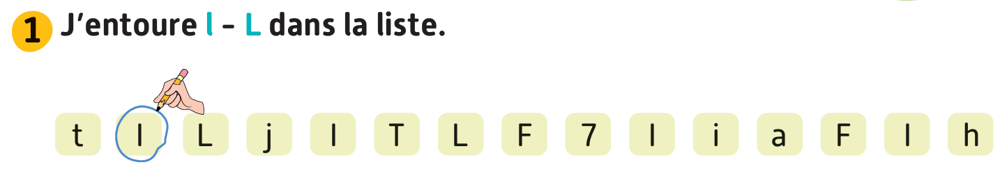 1 J'entoure l - L dans la liste.
t l L j l T L F 7 l i a F l h